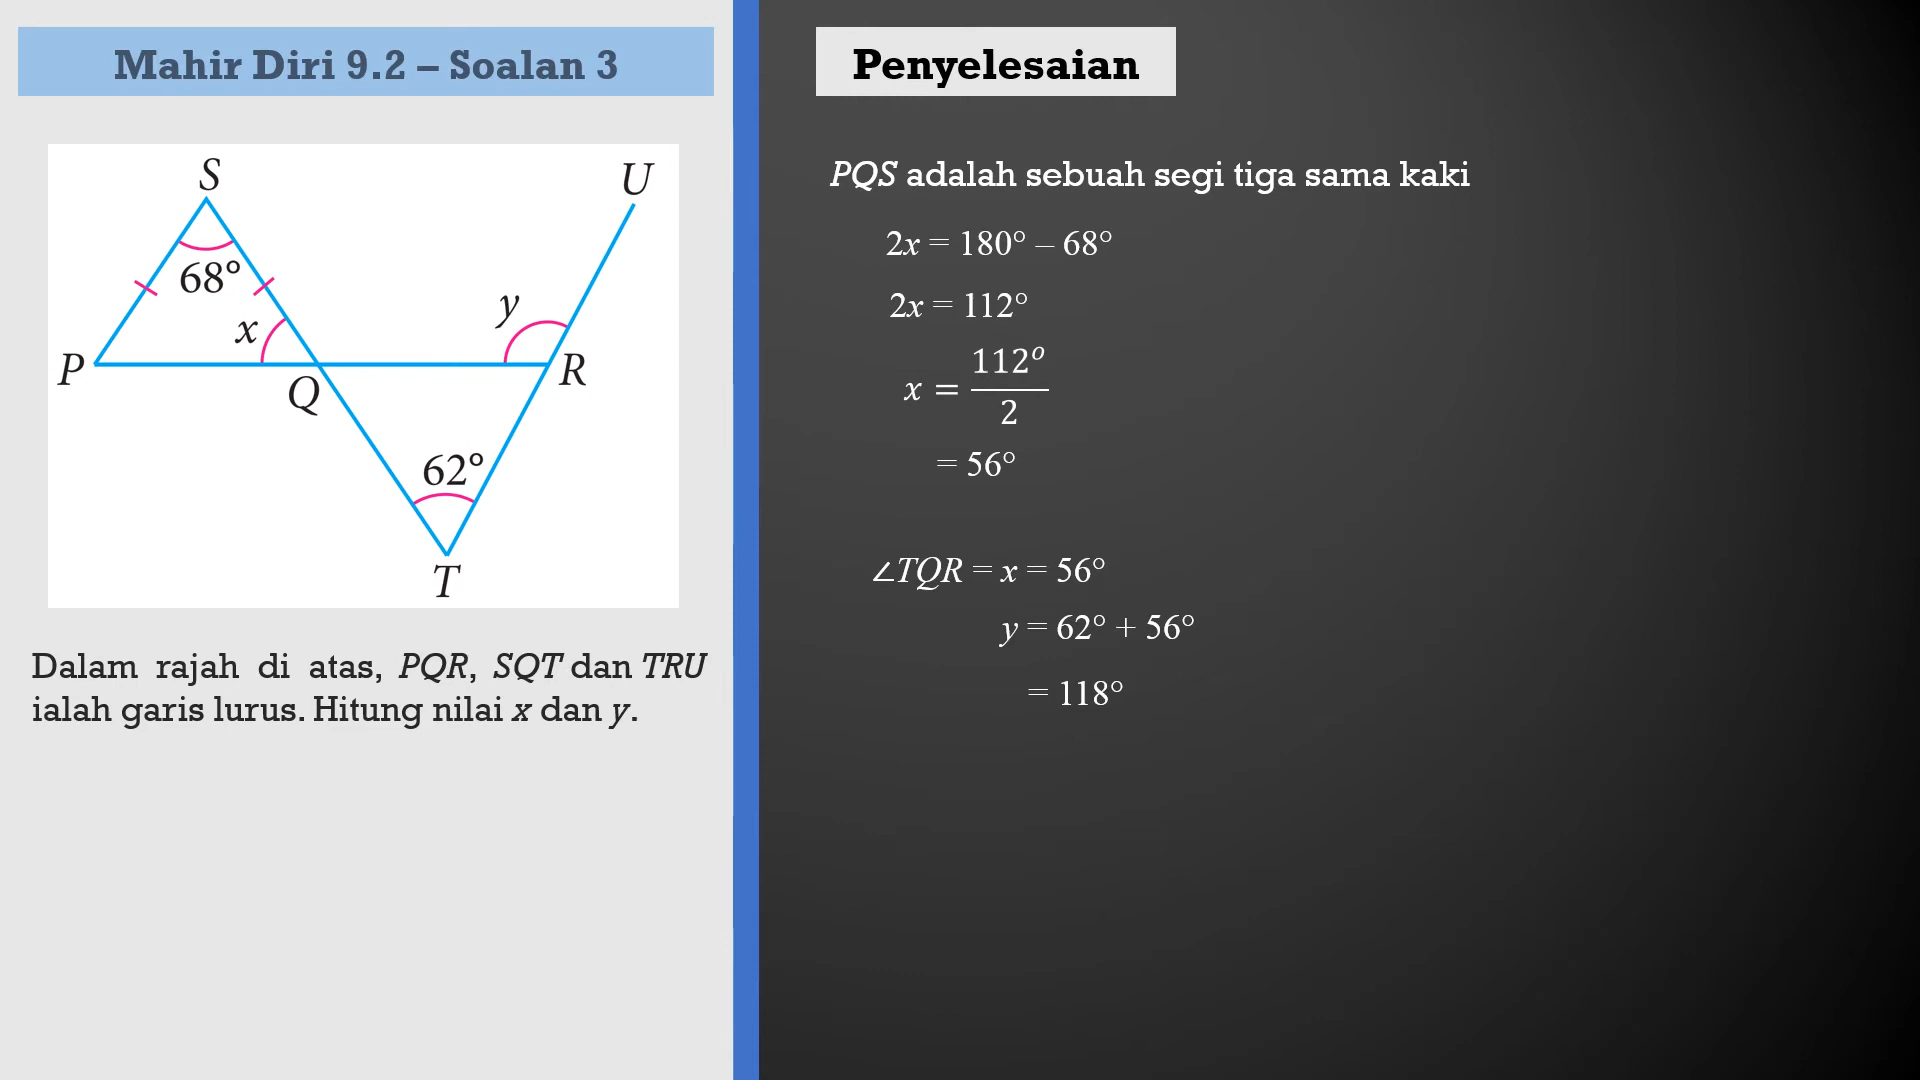 Mahir Diri 9.2 – Soalan 3
S
U
68°
y
x
P
Q
R
62°
T
Dalam rajah di atas, PQR, SQT dan TRU
ialah garis lurus. Hitung nilai x dan y.
Penyelesaian
PQS adalah sebuah segi tiga sama kaki
2x = 180° – 68°
2x = 112°
x = 112°/2
= 56°
∠TQR = x = 56°
y = 62° + 56°
= 118°